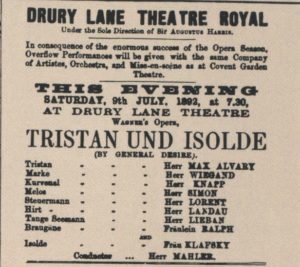 DRURY LANE THEATRE ROYAL
Under the Sole Direction of Sir AUGUSTUS HARRIS.
In consequence of the enormous success of the Opera Season,
Overflow Performances will be given with the same Company
of Artistes, Orchestra, and Mise-en-scène as at Covent Garden
Theatre.
THIS EVENING
SATURDAY, 9th JULY, 1892, at 7.30,
AT DRURY LANE THEATRE
WAGNER'S Opera,
TRISTAN UND ISOLDE
(BY GENERAL DESIRE).
Tristan - - - Herr MAX ALVARY
Marke - - - Herr WIEGAND
Kurvenal - - - Herr KNAPP
Melos - - - Herr SIMON
Steuermann - - - Herr LORENT
Hirt - - - Herr LANDAU
Tange Seemann - - Herr LIEBAN
Brangäne - - Fräulein RALPH
AND
Isolde - - - Frau KLAFSKY
Conductor ... Herr MAHLER.